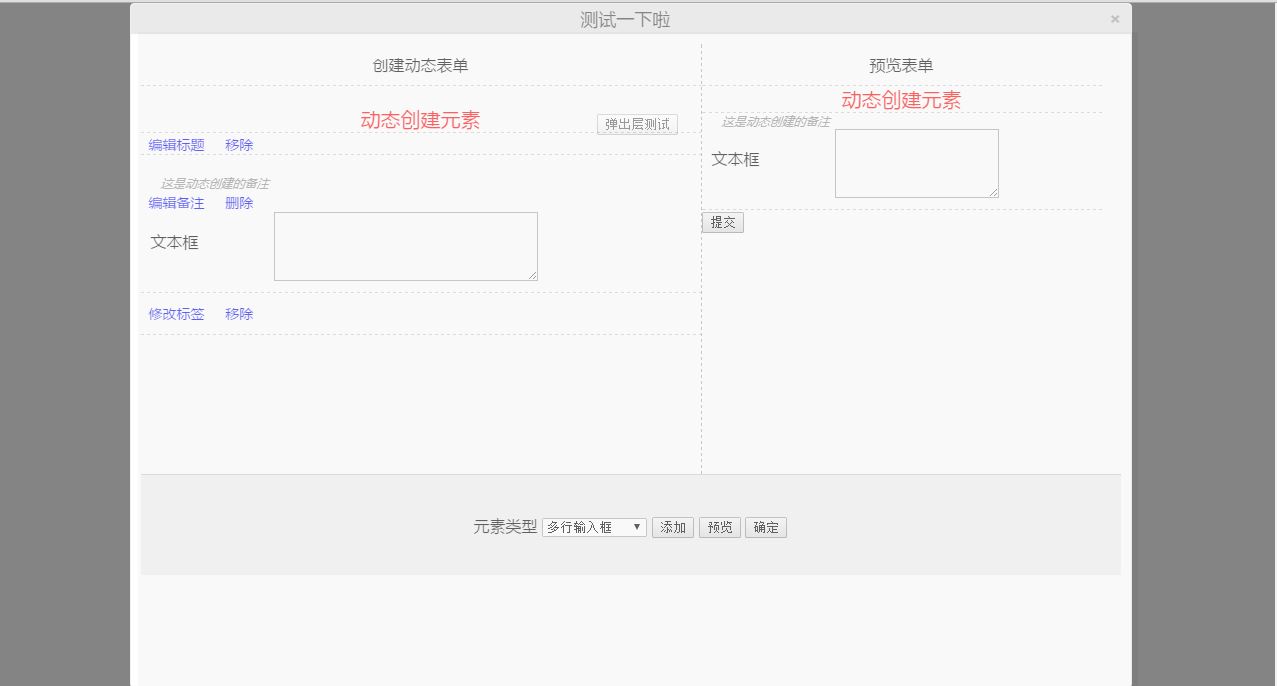 测试一下啦
×
创建动态表单
动态创建元素
弹出层测试
编辑标题 移除
这是动态创建的备注
编辑备注 删除
文本框
修改标签 移除
预览表单
动态创建元素
这是动态创建的备注
文本框
提交
元素类型 多行输入框 添加 预览 确定